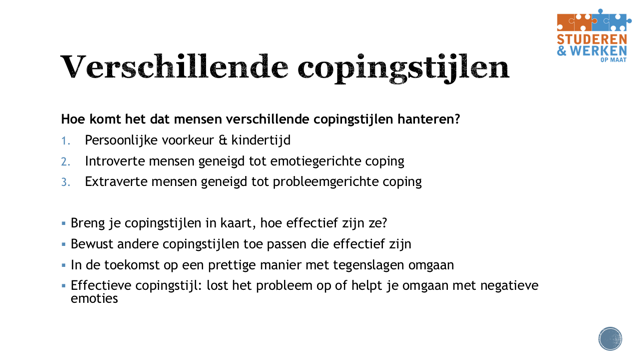 STUDEREN
& WERKEN
OP MAAT
Verschillende copingstijlen
Hoe komt het dat mensen verschillende copingstijlen hanteren?
1. Persoonlijke voorkeur & kindertijd
2. Introverte mensen geneigd tot emotiegerichte coping
3. Extraverte mensen geneigd tot probleemgerichte coping
▪ Breng je copingstijlen in kaart, hoe effectief zijn ze?
▪ Bewust andere copingstijlen toe passen die effectief zijn
▪ In de toekomst op een prettige manier met tegenslagen omgaan
▪ Effectieve copingstijl: lost het probleem op of helpt je omgaan met negatieve
emoties